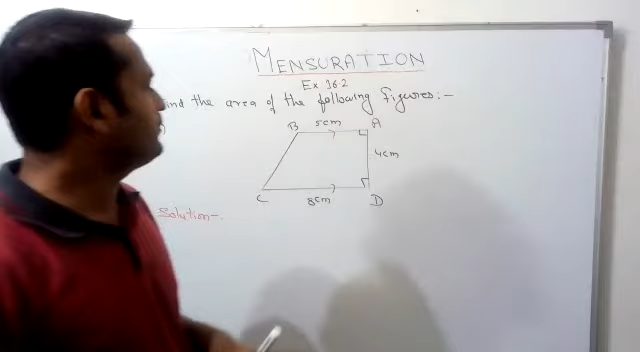 MENSURATION
Ex 16.2
ind the area of the following figures:-
B 5cm A
4cm
C 8cm D
Solution-